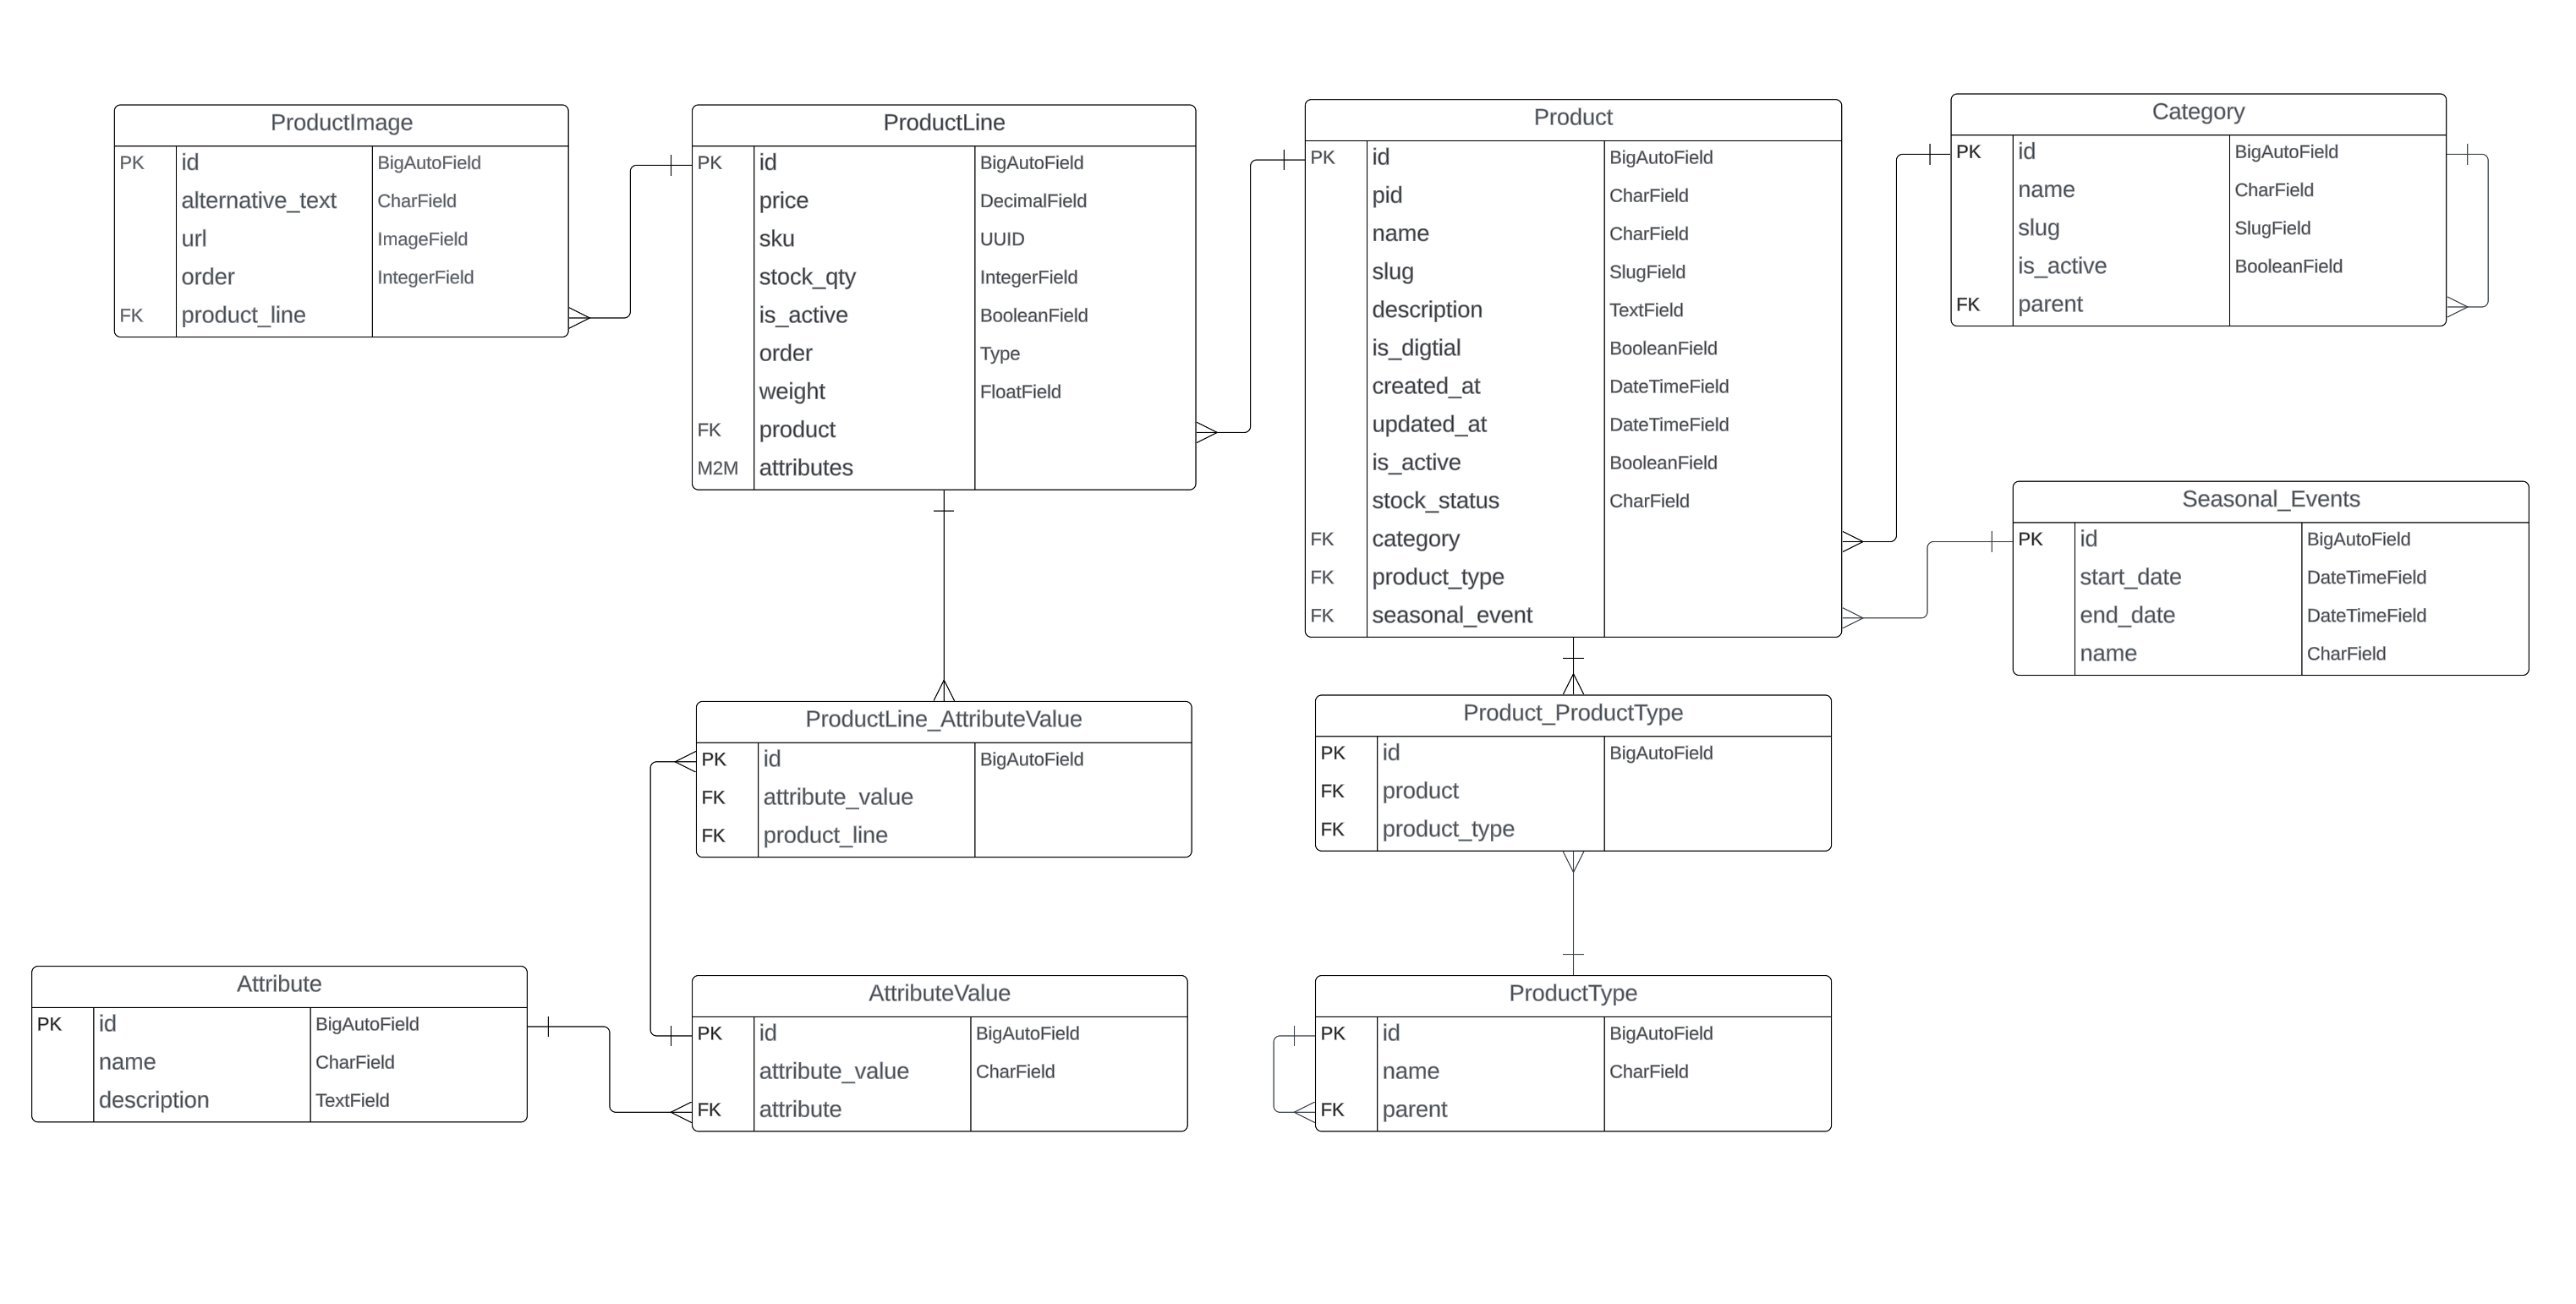 ProductImage
PK id BigAutoField
alternative_text CharField
url ImageField
order IntegerField
FK product_line
ProductLine
PK id BigAutoField
price DecimalField
sku UUID
stock_qty IntegerField
is_active BooleanField
order Type
weight FloatField
FK product
M2M attributes
Product
PK id BigAutoField
pid CharField
name CharField
slug SlugField
description TextField
is_digtial BooleanField
created_at DateTimeField
updated_at DateTimeField
is_active BooleanField
stock_status CharField
FK category
FK product_type
FK seasonal_event
Category
PK id BigAutoField
name CharField
slug SlugField
is_active BooleanField
FK parent
Seasonal_Events
PK id BigAutoField
start_date DateTimeField
end_date DateTimeField
name CharField
ProductLine_AttributeValue
PK id BigAutoField
FK attribute_value
FK product_line
Product_ProductType
PK id BigAutoField
FK product
FK product_type
Attribute
PK id BigAutoField
name CharField
description TextField
AttributeValue
PK id BigAutoField
attribute_value CharField
FK attribute
ProductType
PK id BigAutoField
name CharField
FK parent